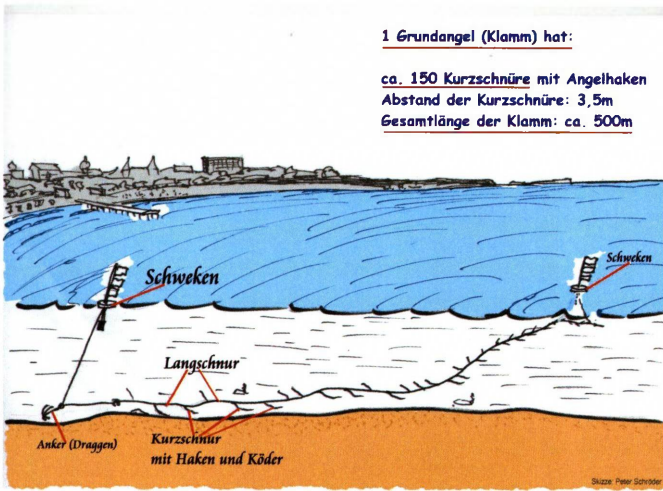 1 Grundangel (Klamm) hat:
ca. 150 Kurzschnüre mit Angelhaken
Abstand der Kurzschnüre: 3,5m
Gesamtlänge der Klamm: ca. 500m
Schweken
Schweken
Langschnur
Anker (Draggen)
Kurzschnur
mit Haken und Köder
Skizze: Peter Schröder